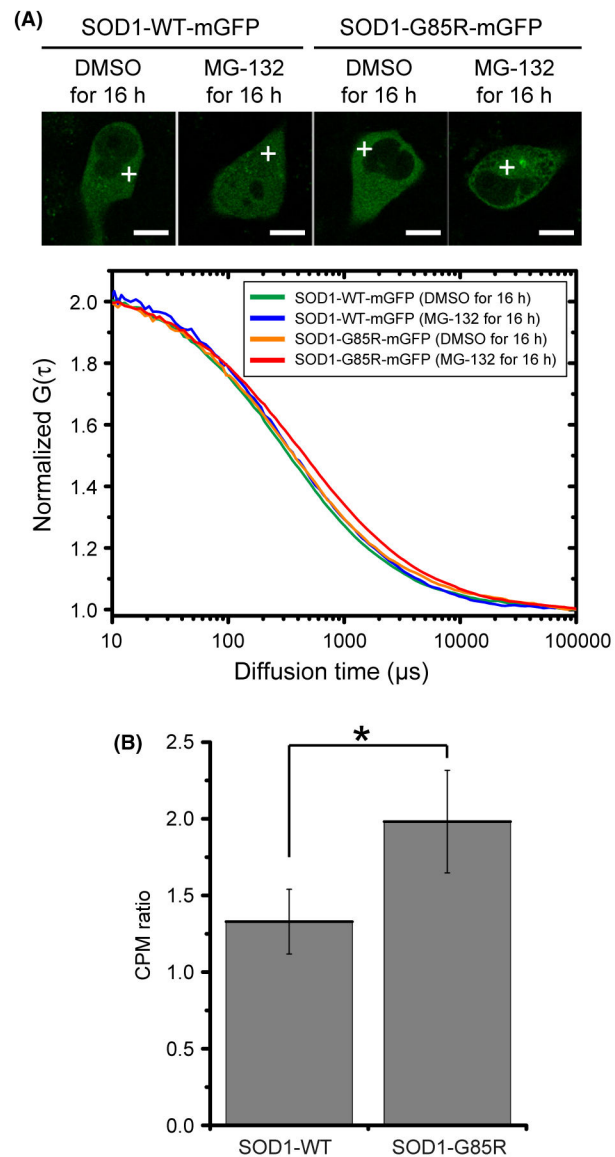 (A)
SOD1-WT-mGFP SOD1-G85R-mGFP
DMSO for 16 h
MG-132 for 16 h
DMSO for 16 h
MG-132 for 16 h
SOD1-WT-mGFP (DMSO for 16 h)
SOD1-WT-mGFP (MG-132 for 16 h)
SOD1-G85R-mGFP (DMSO for 16 h)
SOD1-G85R-mGFP (MG-132 for 16 h)
Normalized G(τ)
2.0
1.8
1.6
1.4
1.2
1.0
10 100 1000 10000 100000
Diffusion time (µs)
(B)
*
CPM ratio
2.5
2.0
1.5
1.0
0.5
0.0
SOD1-WT SOD1-G85R